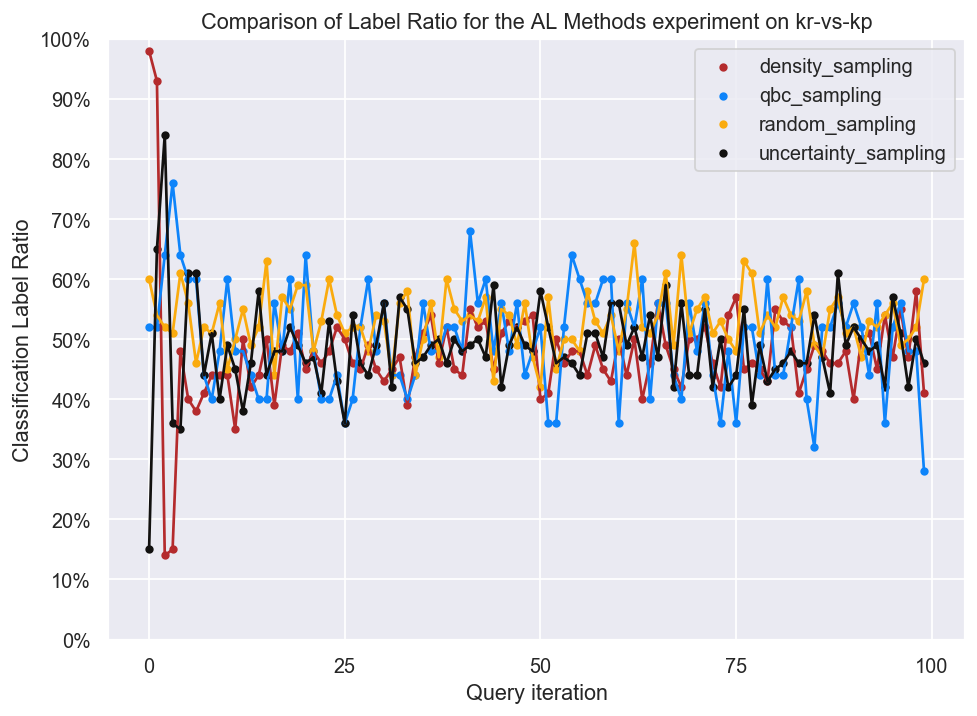 Comparison of Label Ratio for the AL Methods experiment on kr-vs-kp
100%
90%
80%
70%
60%
50%
40%
30%
20%
10%
0%
Classification Label Ratio
density_sampling
qbc_sampling
random_sampling
uncertainty_sampling
0
25
50
75
100
Query iteration